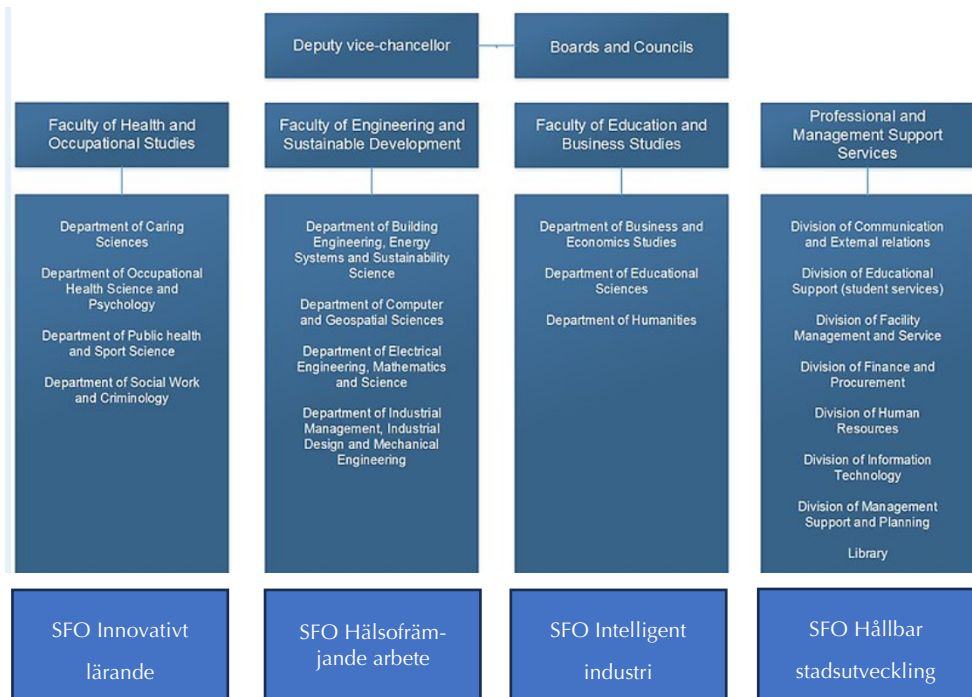 Deputy vice-chancellor
Boards and Councils
Faculty of Health and
Occupational Studies
Faculty of Engineering and
Sustainable Development
Faculty of Education and
Business Studies
Professional and
Management Support
Services
Department of Caring
Sciences
Department of Occupational
Health Science and
Psychology
Department of Public health
and Sport Science
Department of Social Work
and Criminology
Department of Building
Engineering, Energy
Systems and Sustainability
Science
Department of Computer
and Geospatial Sciences
Department of Electrical
Engineering, Mathematics
and Science
Department of Industrial
Management, Industrial
Design and Mechanical
Engineering
Department of Business and
Economics Studies
Department of Educational
Sciences
Department of Humanities
Division of Communication
and External relations
Division of Educational
Support (student services)
Division of Facility
Management and Service
Division of Finance and
Procurement
Division of Human
Resources
Division of Information
Technology
Division of Management
Support and Planning
Library
SFO Innovativt
lärande
SFO Hälsofräm-
jande arbete
SFO Intelligent
industri
SFO Hållbar
stadsutveckling